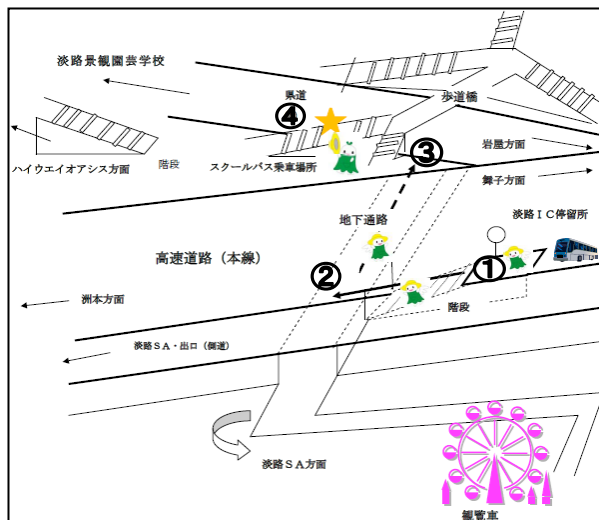 淡路景観園芸学校
県道
④
歩道橋
③
岩屋方面
ハイウエイオアシス方面
階段
スクールバス乗車場所
舞子方面
地下通路
淡路ＩＣ停留所
高速道路（本線）
②
①
洲本方面
階段
淡路ＳＡ・出口（側道）
淡路ＳＡ方面
観覧車